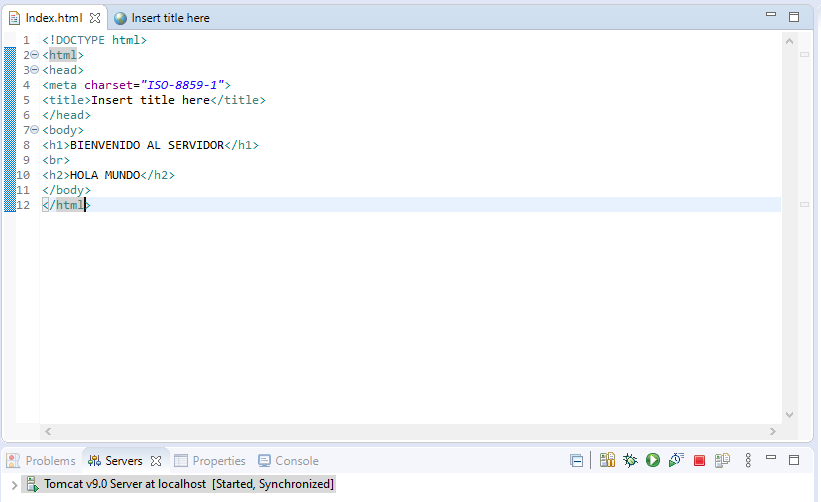 Index.html Insert title here
1 <!DOCTYPE html>
2 <html>
3 <head>
4 <meta charset="ISO-8859-1">
5 <title>Insert title here</title>
6 </head>
7 <body>
8 <h1>BIENVENIDO AL SERVIDOR</h1>
9 <br>
10 <h2>HOLA MUNDO</h2>
11 </body>
12 </html>
Problems Servers Properties Console
Tomcat v9.0 Server at localhost [Started, Synchronized]